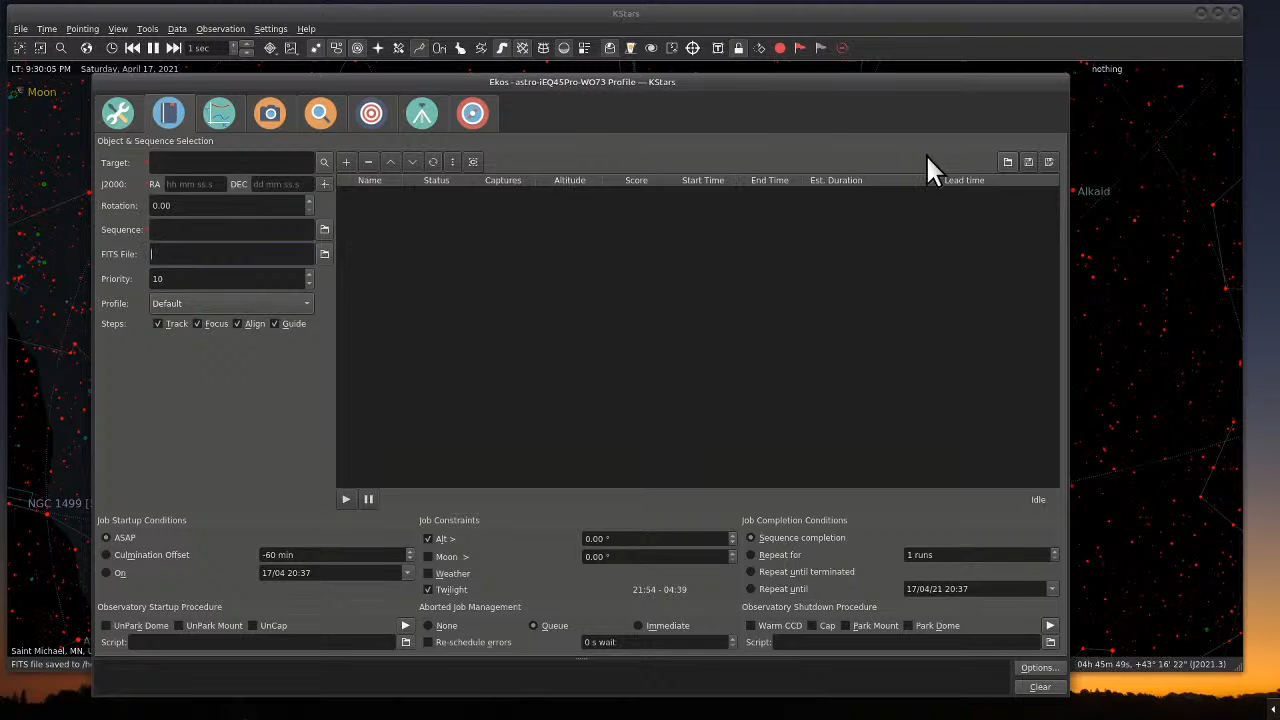 KStars
File Time Pointing View Tools Data Observation Settings Help
1 sec
LT: 9:30:05 PM Saturday, April 17, 2021
nothing
Moon
Ekos - astro-iEQ45Pro-WO73 Profile — KStars
Object & Sequence Selection
Target:
J2000: RA hh mm ss.s DEC dd mm ss.s
Name Status Captures Altitude Score Start Time End Time Est. Duration Lead time
Alkaid
Rotation: 0.00
Sequence:
FITS File:
Priority: 10
Profile: Default
Steps: Track Focus Align Guide
NGC 1499 [
Idle
Job Startup Conditions
ASAP
Culmination Offset -60 min
On 17/04 20:37
Job Constraints
Alt > 0.00 °
Moon > 0.00 °
Weather
Twilight 21:54 - 04:39
Job Completion Conditions
Sequence completion
Repeat for 1 runs
Repeat until terminated
Repeat until 17/04/21 20:37
Observatory Startup Procedure
UnPark Dome UnPark Mount UnCap
Script:
Aborted Job Management
None Queue Immediate
Re-schedule errors 0 s wait
Observatory Shutdown Procedure
Warm CCD Cap Park Mount Park Dome
Script:
Saint Michael, MN, U
FITS file saved to /h
Options...
04h 45m 49s, +43° 16' 22" (J2021.3)
Clear